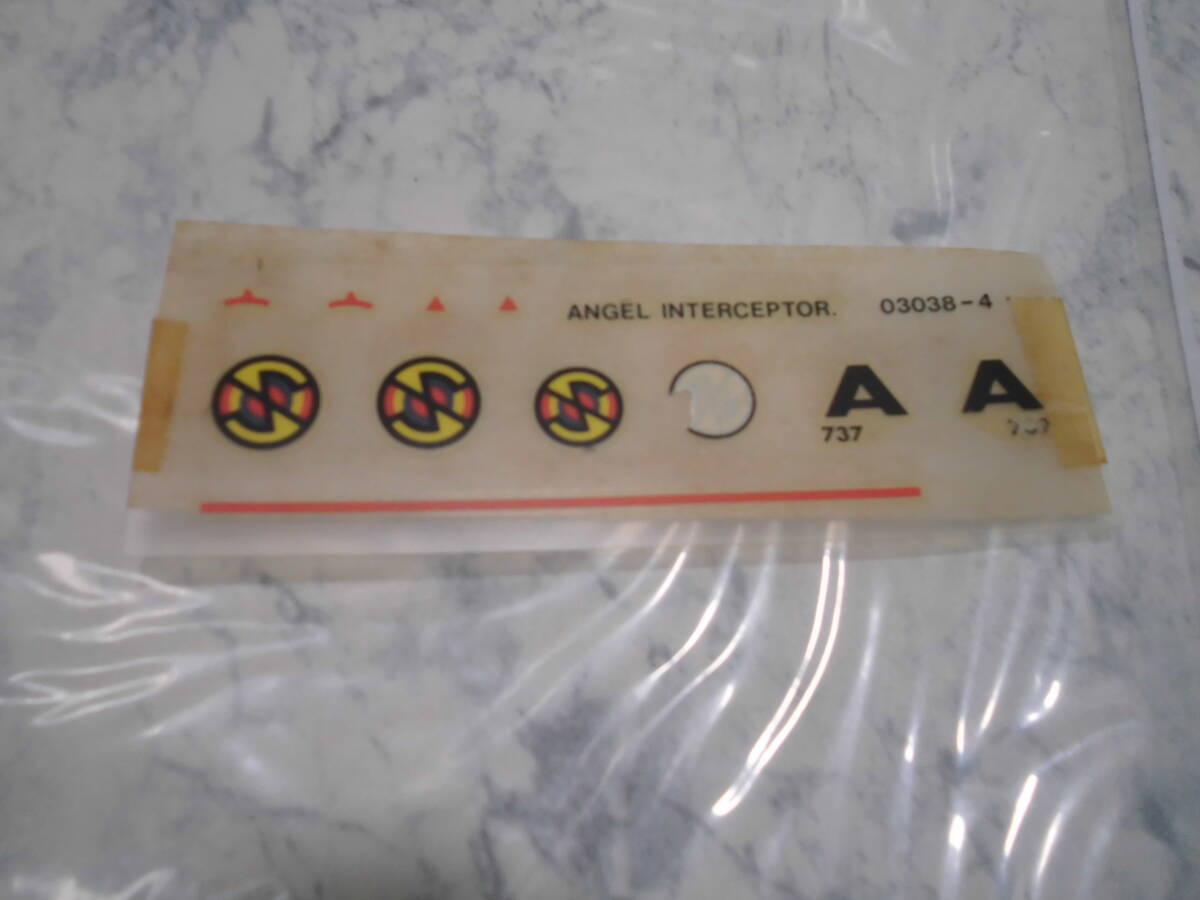 ANGEL INTERCEPTOR. 03038-4
A A
737